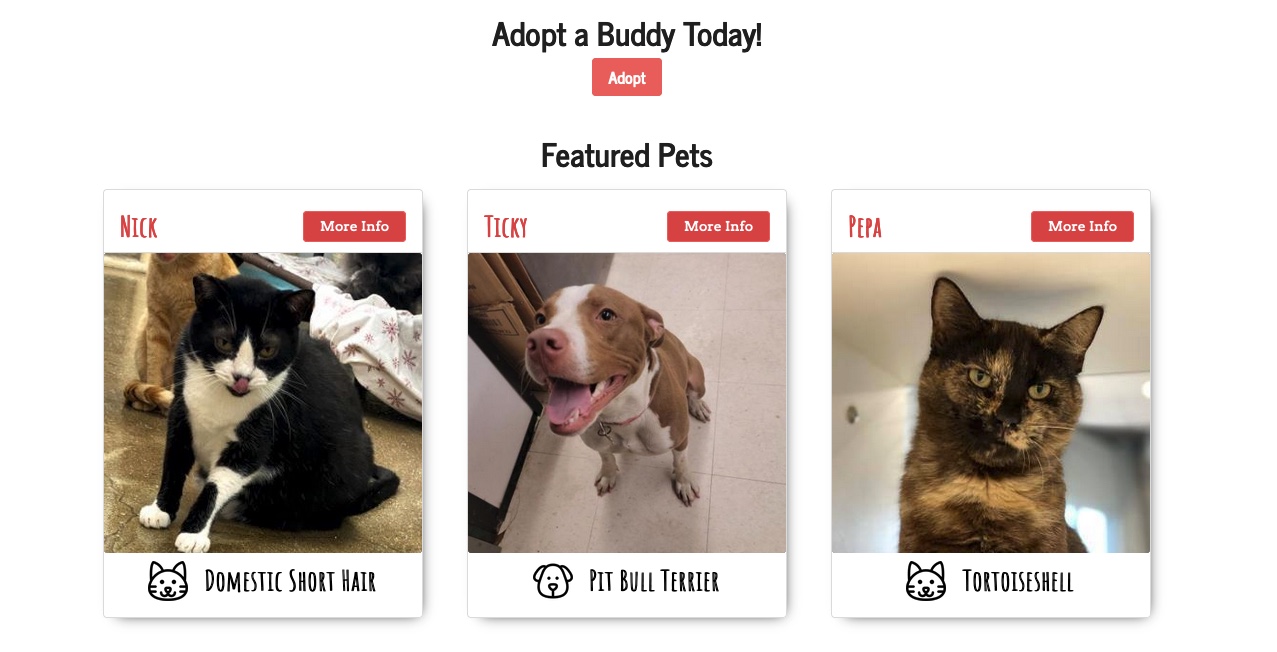 Adopt a Buddy Today!
Adopt
Featured Pets
Nick
More Info
Domestic Short Hair
Ticky
More Info
Pit Bull Terrier
Pepa
More Info
Tortoiseshell